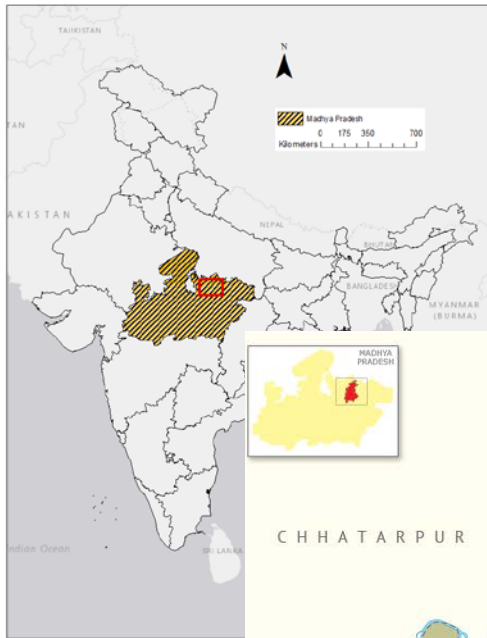 TAJIKISTAN
N
Madhya Pradesh
0 175 350 700
Kilometers
TAN
AKISTAN
NEPAL
BHUTAN
BANGLADESH
MYANMAR
(BURMA)
MADHYA
PRADESH
CHHATARPUR
Indian Ocean
SRI LANKA